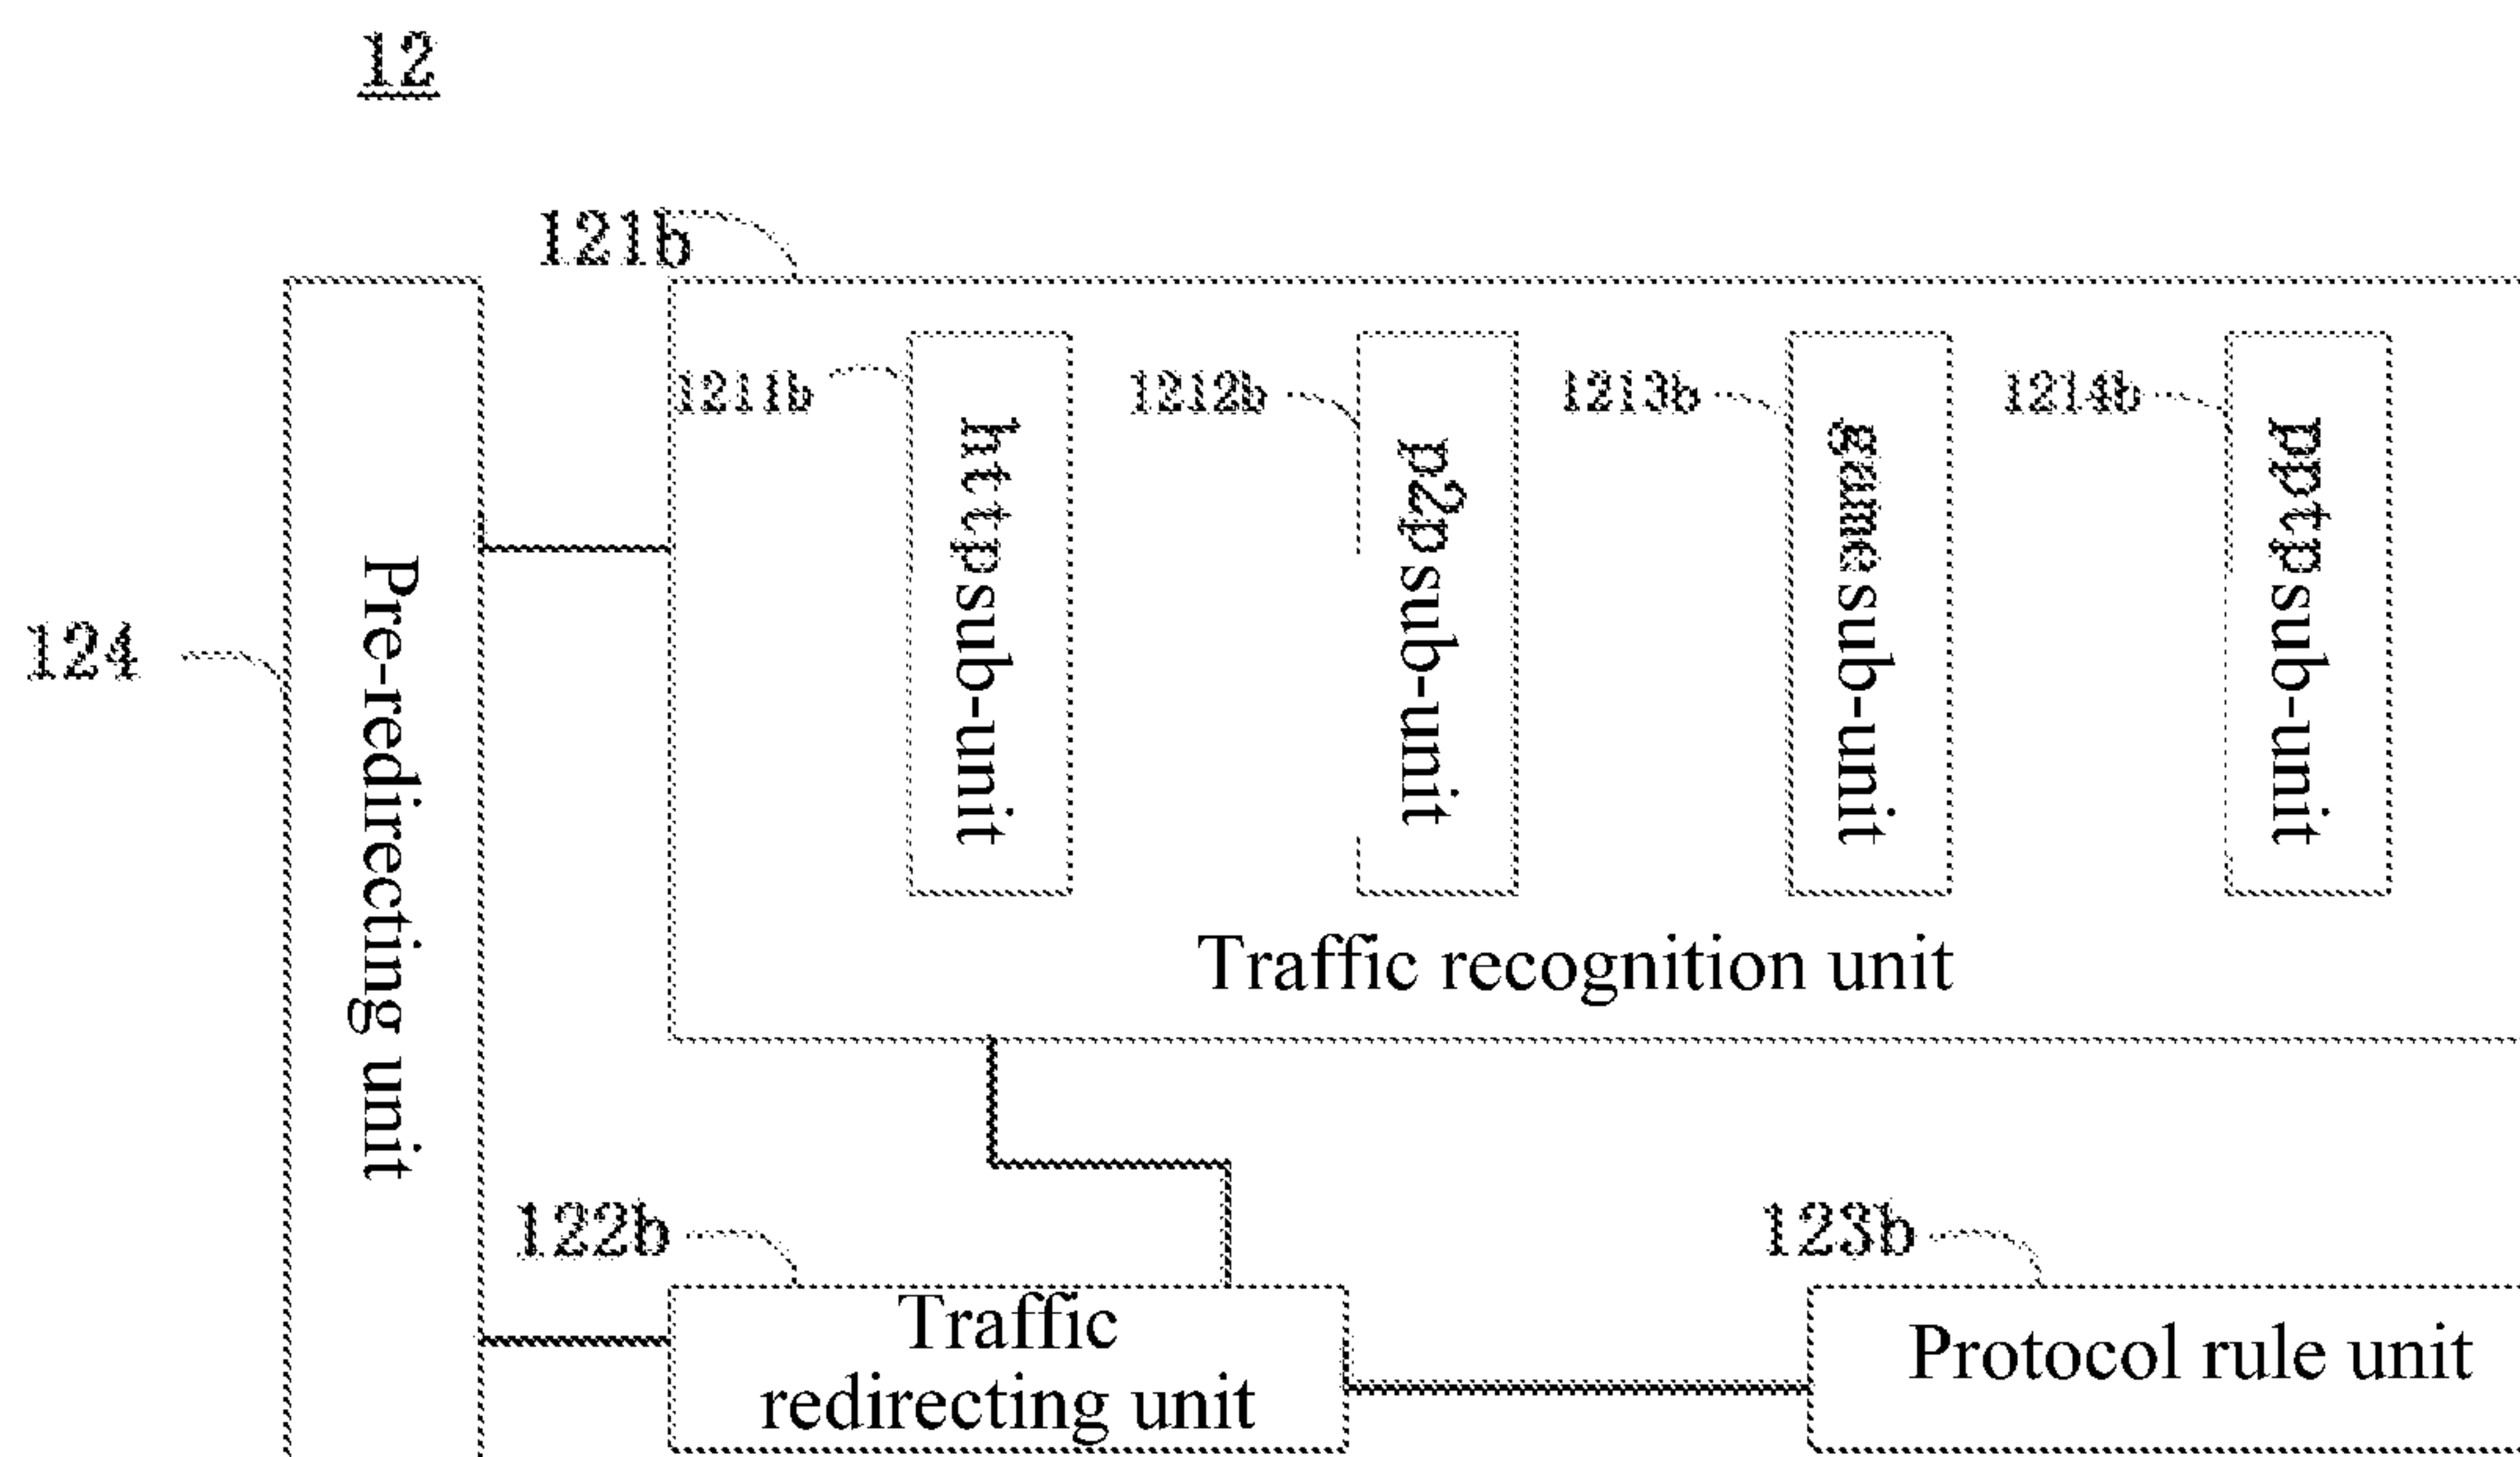 12
121b
1211b
1212b
1213b
1214b
http sub-unit
p2p sub-unit
game sub-unit
pptp sub-unit
124
Pre-redirecting unit
Traffic recognition unit
122b
123b
Traffic
redirecting unit
Protocol rule unit